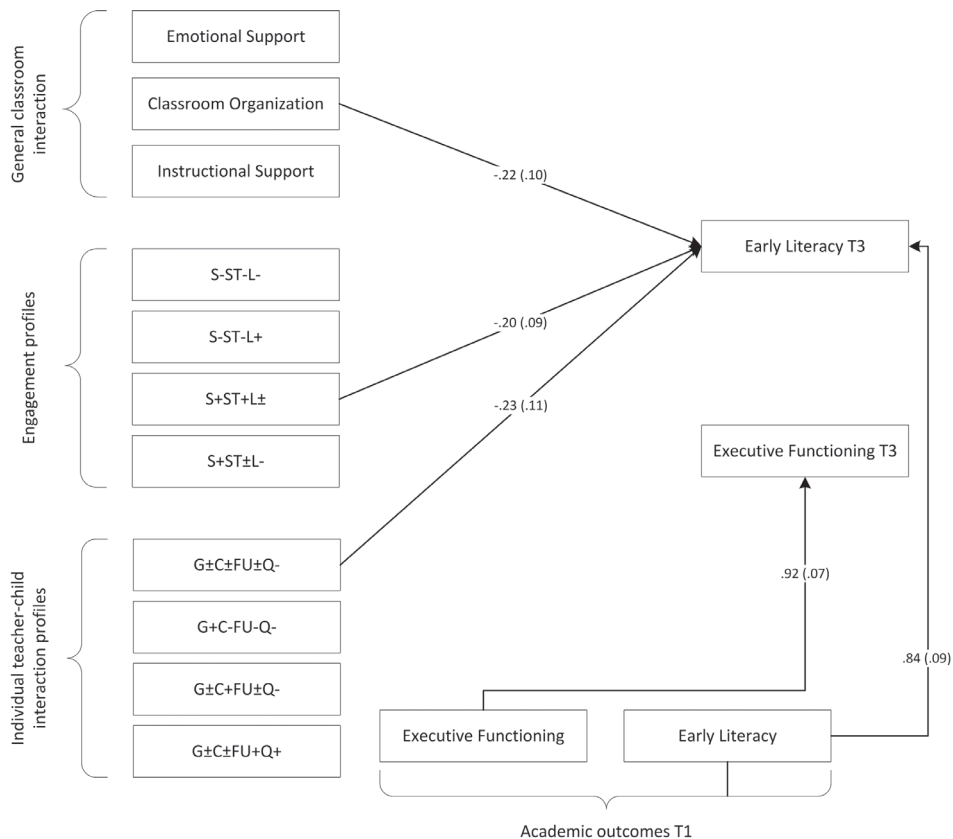 General classroom
interaction
Emotional Support
Classroom Organization
Instructional Support
-.22 (.10)
Early Literacy T3
Engagement profiles
S-ST-L-
S-ST-L+
S+ST+L±
S+ST±L-
-.20 (.09)
-.23 (.11)
Executive Functioning T3
Individual teacher-child
interaction profiles
G±C±FU±Q-
G+C-FU-Q-
G±C+FU±Q-
G±C±FU+Q+
.92 (.07)
.84 (.09)
Executive Functioning
Early Literacy
Academic outcomes T1